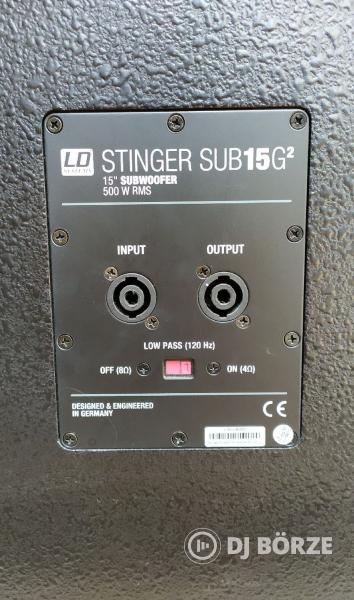 LD SYSTEMS
STINGER SUB15G²
15" SUBWOOFER
500 W RMS
INPUT
OUTPUT
LOW PASS (120 Hz)
OFF (8Ω)
ON (4Ω)
DESIGNED & ENGINEERED
IN GERMANY
CE
DJ BÖRZE